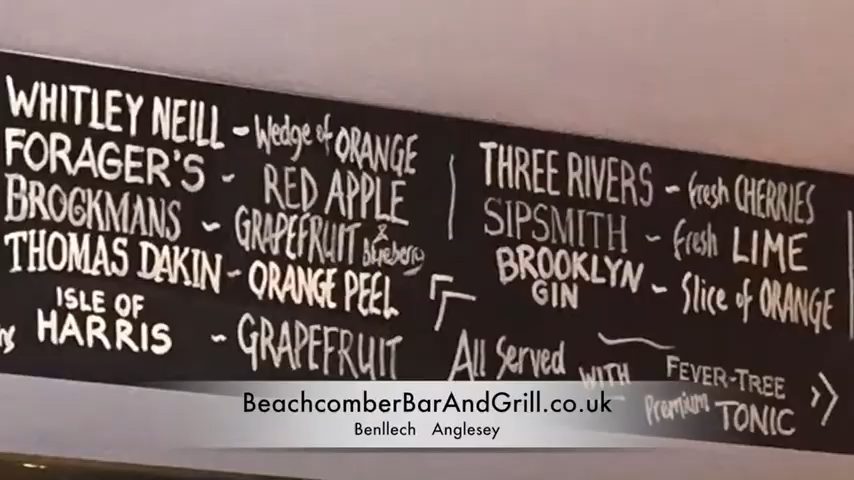 WHITLEY NEILL - Wedge of ORANGE
FORAGER'S - RED APPLE
BROCKMANS - GRAPEFRUIT & Blueberry
THOMAS DAKIN - ORANGE PEEL
ISLE OF
HARRIS - GRAPEFRUIT
THREE RIVERS - fresh CHERRIES
SIPSMITH - fresh LIME
BROOKLYN
GIN - Slice of ORANGE
All Served WITH FEVER-TREE
Premium TONIC
BeachcomberBarAndGrill.co.uk
Benllech Anglesey